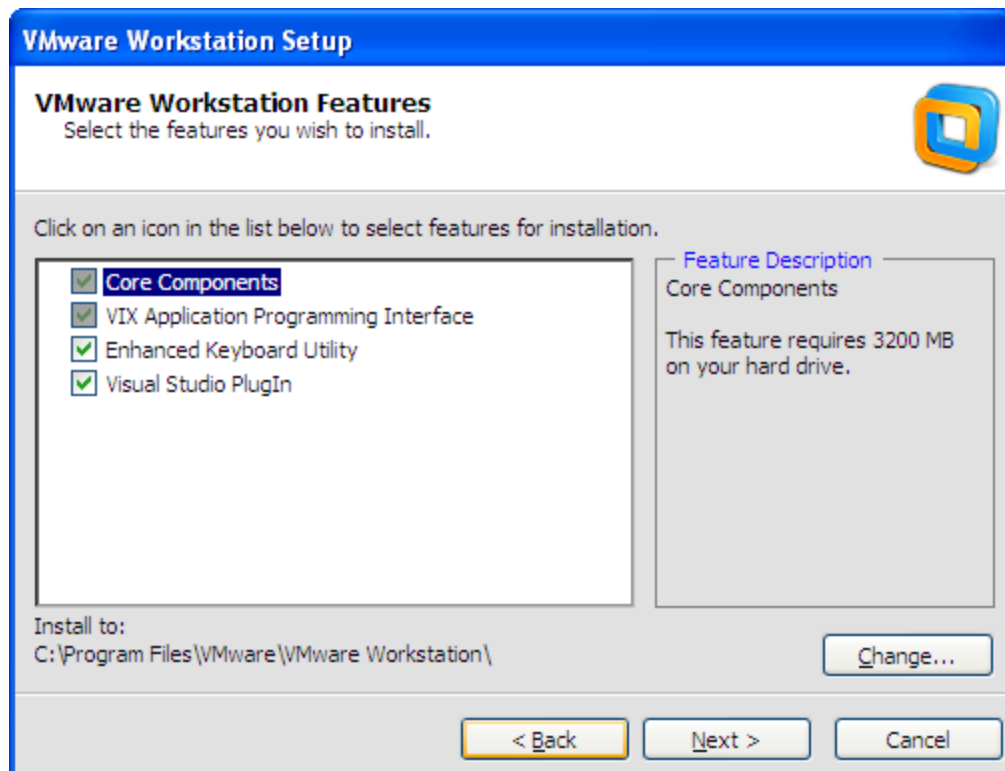 VMware Workstation Setup
VMware Workstation Features
Select the features you wish to install.
Click on an icon in the list below to select features for installation.
Core Components
VIX Application Programming Interface
Enhanced Keyboard Utility
Visual Studio PlugIn
Feature Description
Core Components
This feature requires 3200 MB
on your hard drive.
Install to:
C:\Program Files\VMware\VMware Workstation\
Change...
< Back
Next >
Cancel